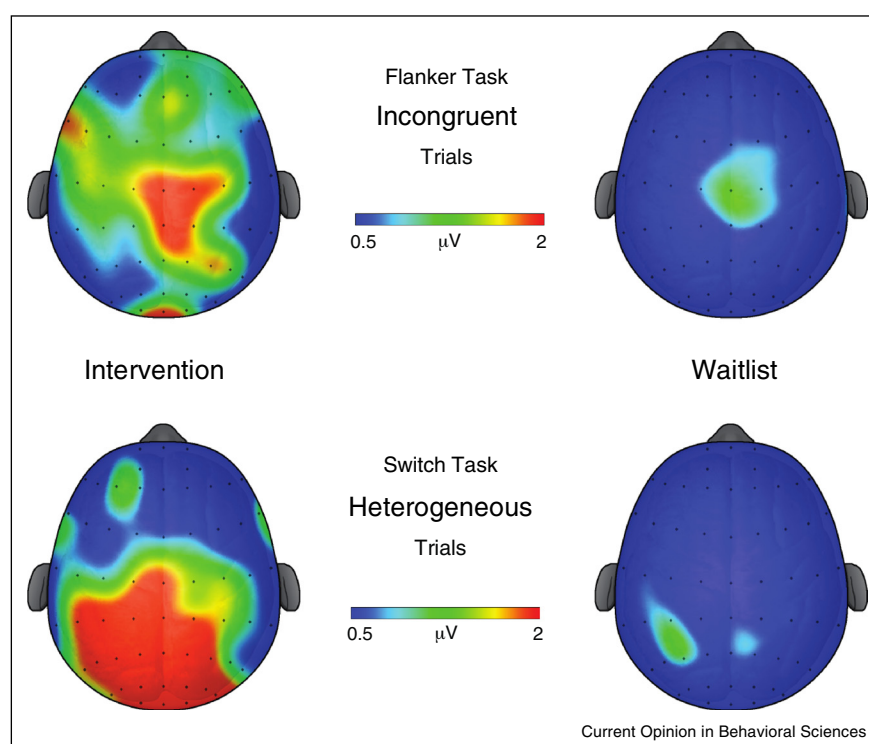 Flanker Task
Incongruent
Trials
0.5 μV 2
Intervention
Waitlist
Switch Task
Heterogeneous
Trials
0.5 μV 2
Current Opinion in Behavioral Sciences